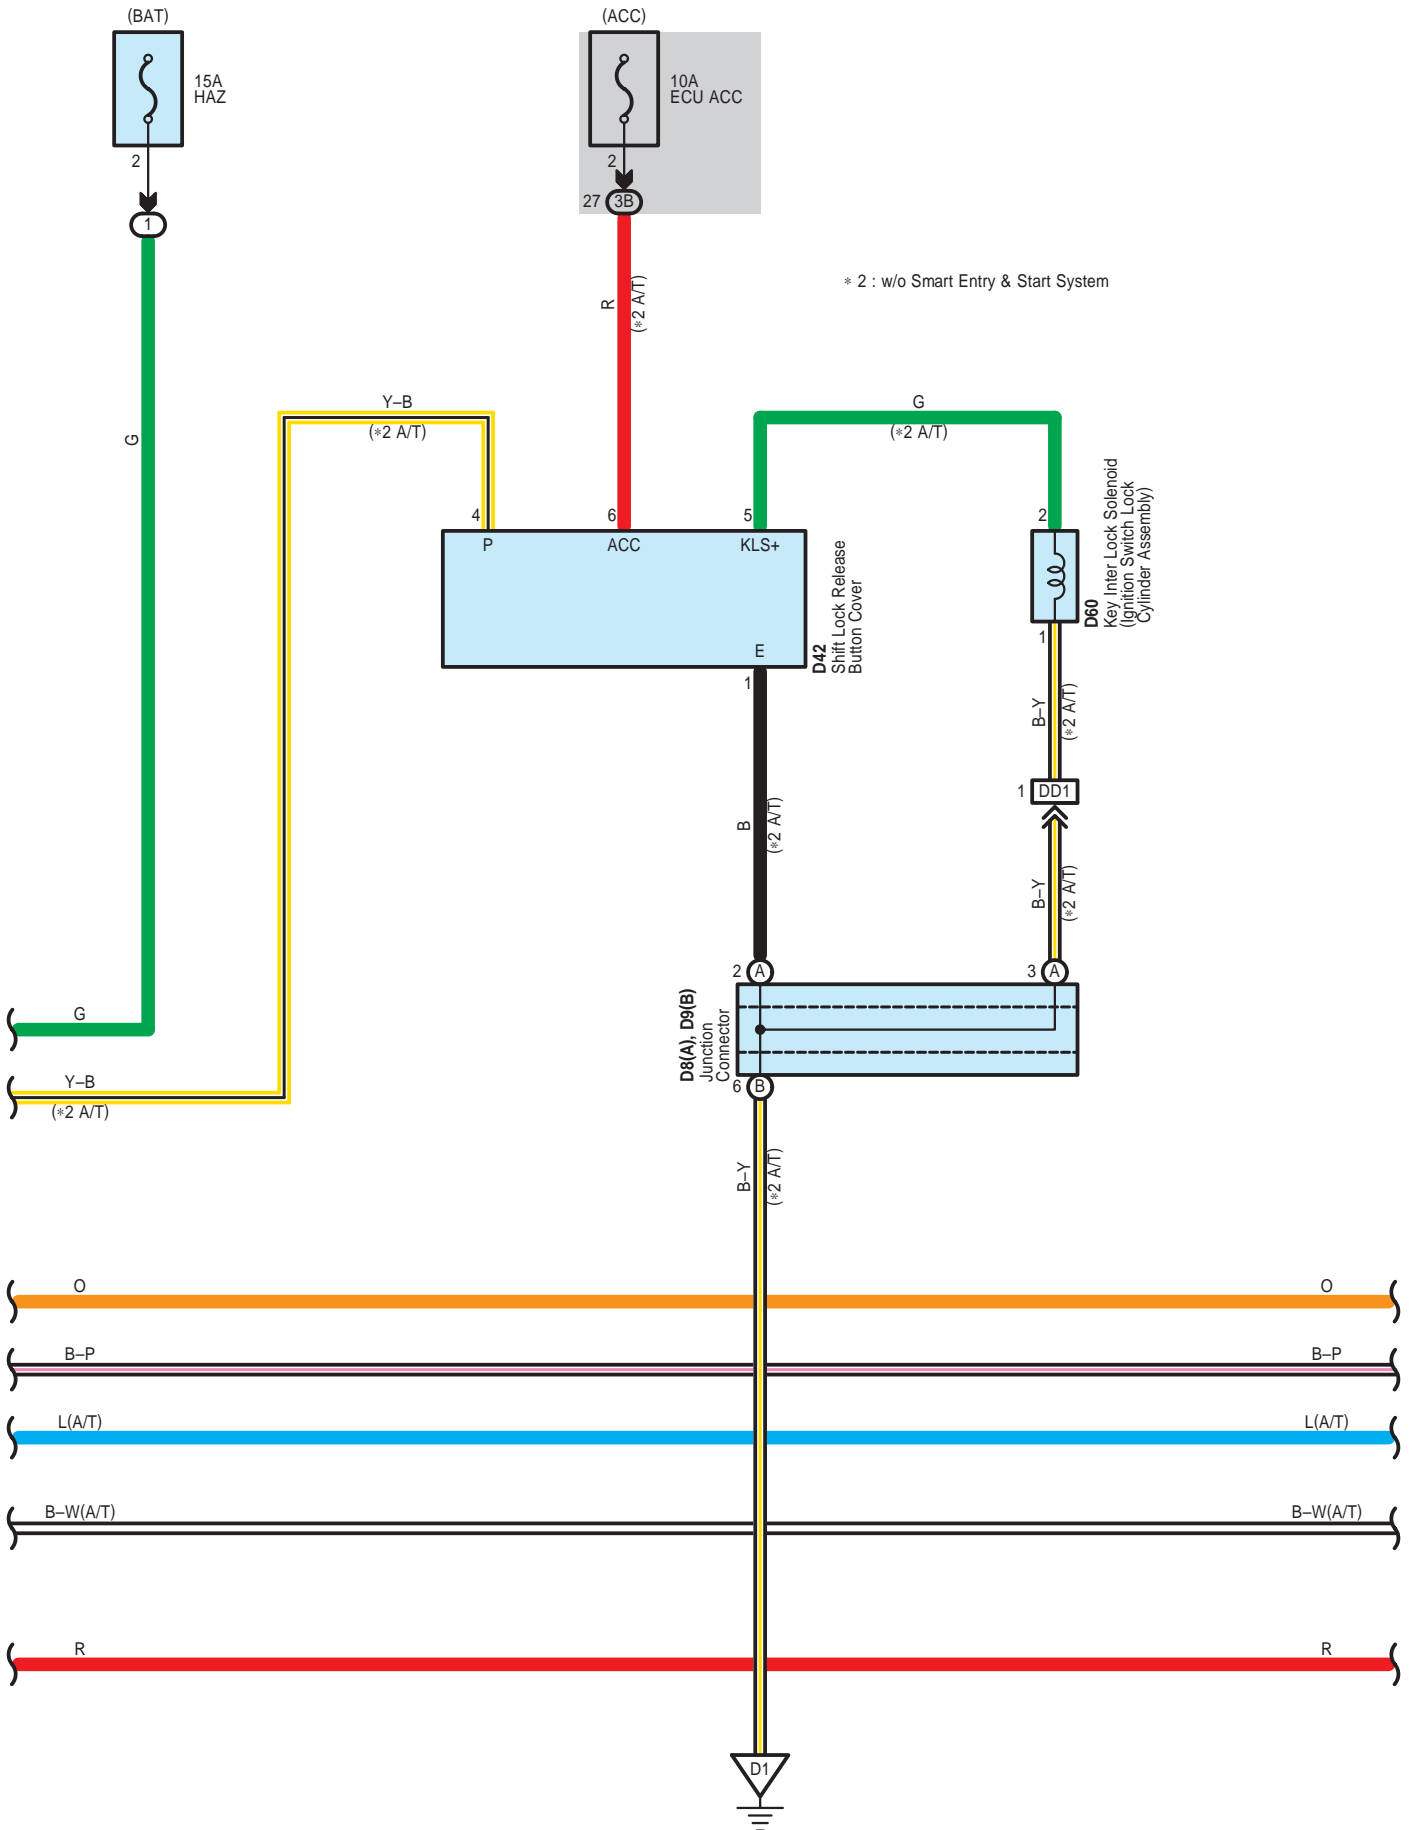 (BAT)
(ACC)
15A
HAZ
10A
ECU ACC
2
2
1
27
3B
∗ 2 : w/o Smart Entry & Start System
R
(∗2 A/T)
G
Y–B
(∗2 A/T)
G
(∗2 A/T)
4
6
5
2
P
ACC
KLS+
E
1
D42
Shift Lock Release
Button Cover
D60
Key Inter Lock Solenoid
(Ignition Switch Lock
Cylinder Assembly)
1
B–Y
(∗2 A/T)
1
DD1
B
(∗2 A/T)
B–Y
(∗2 A/T)
2
A
3
A
D8(A), D9(B)
Junction
Connector
6
B
G
Y–B
(∗2 A/T)
B–Y
(∗2 A/T)
O
O
B–P
B–P
L(A/T)
L(A/T)
B–W(A/T)
B–W(A/T)
R
R
D1